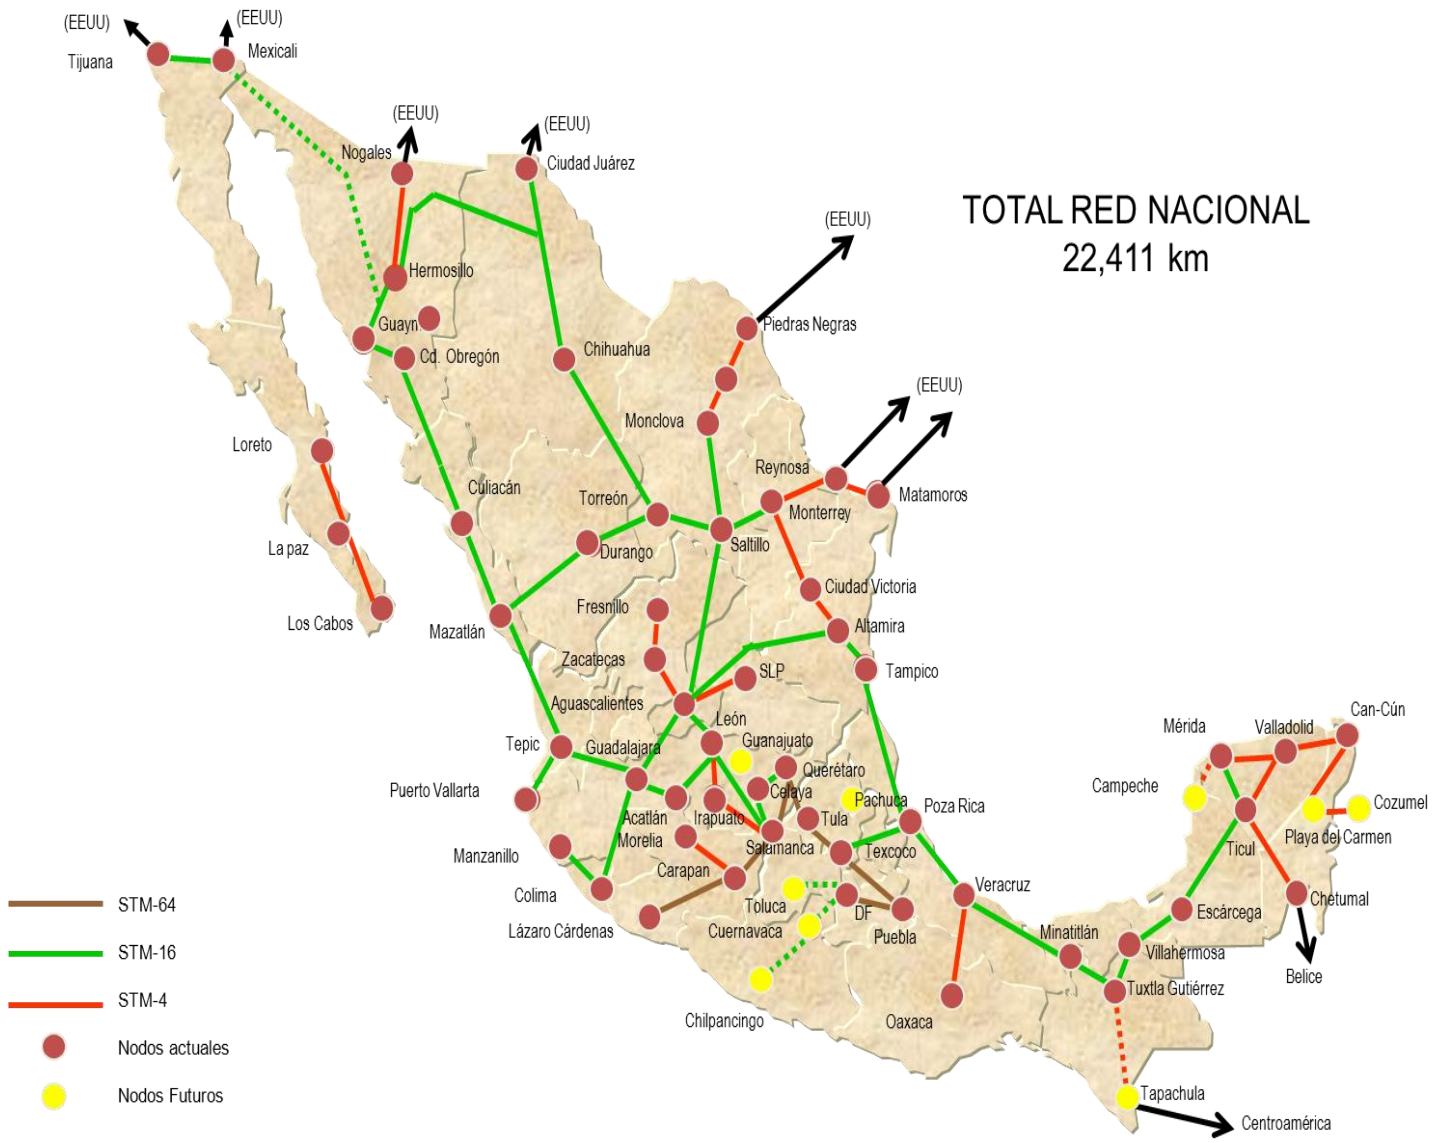 (EEUU)
(EEUU)
Tijuana
Mexicali
(EEUU)
(EEUU)
Nogales
Ciudad Juárez
TOTAL RED NACIONAL
22,411 km
(EEUU)
Hermosillo
Guaym
Piedras Negras
Cd. Obregón
Chihuahua
(EEUU)
Monclova
Loreto
Reynosa
Culiacán
Torreón
Matamoros
Monterrey
La paz
Durango
Saltillo
Fresnillo
Ciudad Victoria
Los Cabos
Mazatlán
Altamira
Zacatecas
SLP
Tampico
Aguascalientes
León
Can-Cún
Mérida
Valladolid
Tepic
Guadalajara
Guanajuato
Querétaro
Puerto Vallarta
Celaya
Pachuca
Poza Rica
Campeche
Cozumel
Acatlán
Irapuato
Tula
Playa del Carmen
Morelia
Salamanca
Texcoco
Ticul
Manzanillo
Carapan
Colima
Toluca
DF
Veracruz
Chetumal
Escárcega
STM-64
Lázaro Cárdenas
Cuernavaca
Puebla
Minatitlán
STM-16
Villahermosa
Belice
Tuxtla Gutiérrez
STM-4
Chilpancingo
Oaxaca
Nodos actuales
Nodos Futuros
Tapachula
Centroamérica